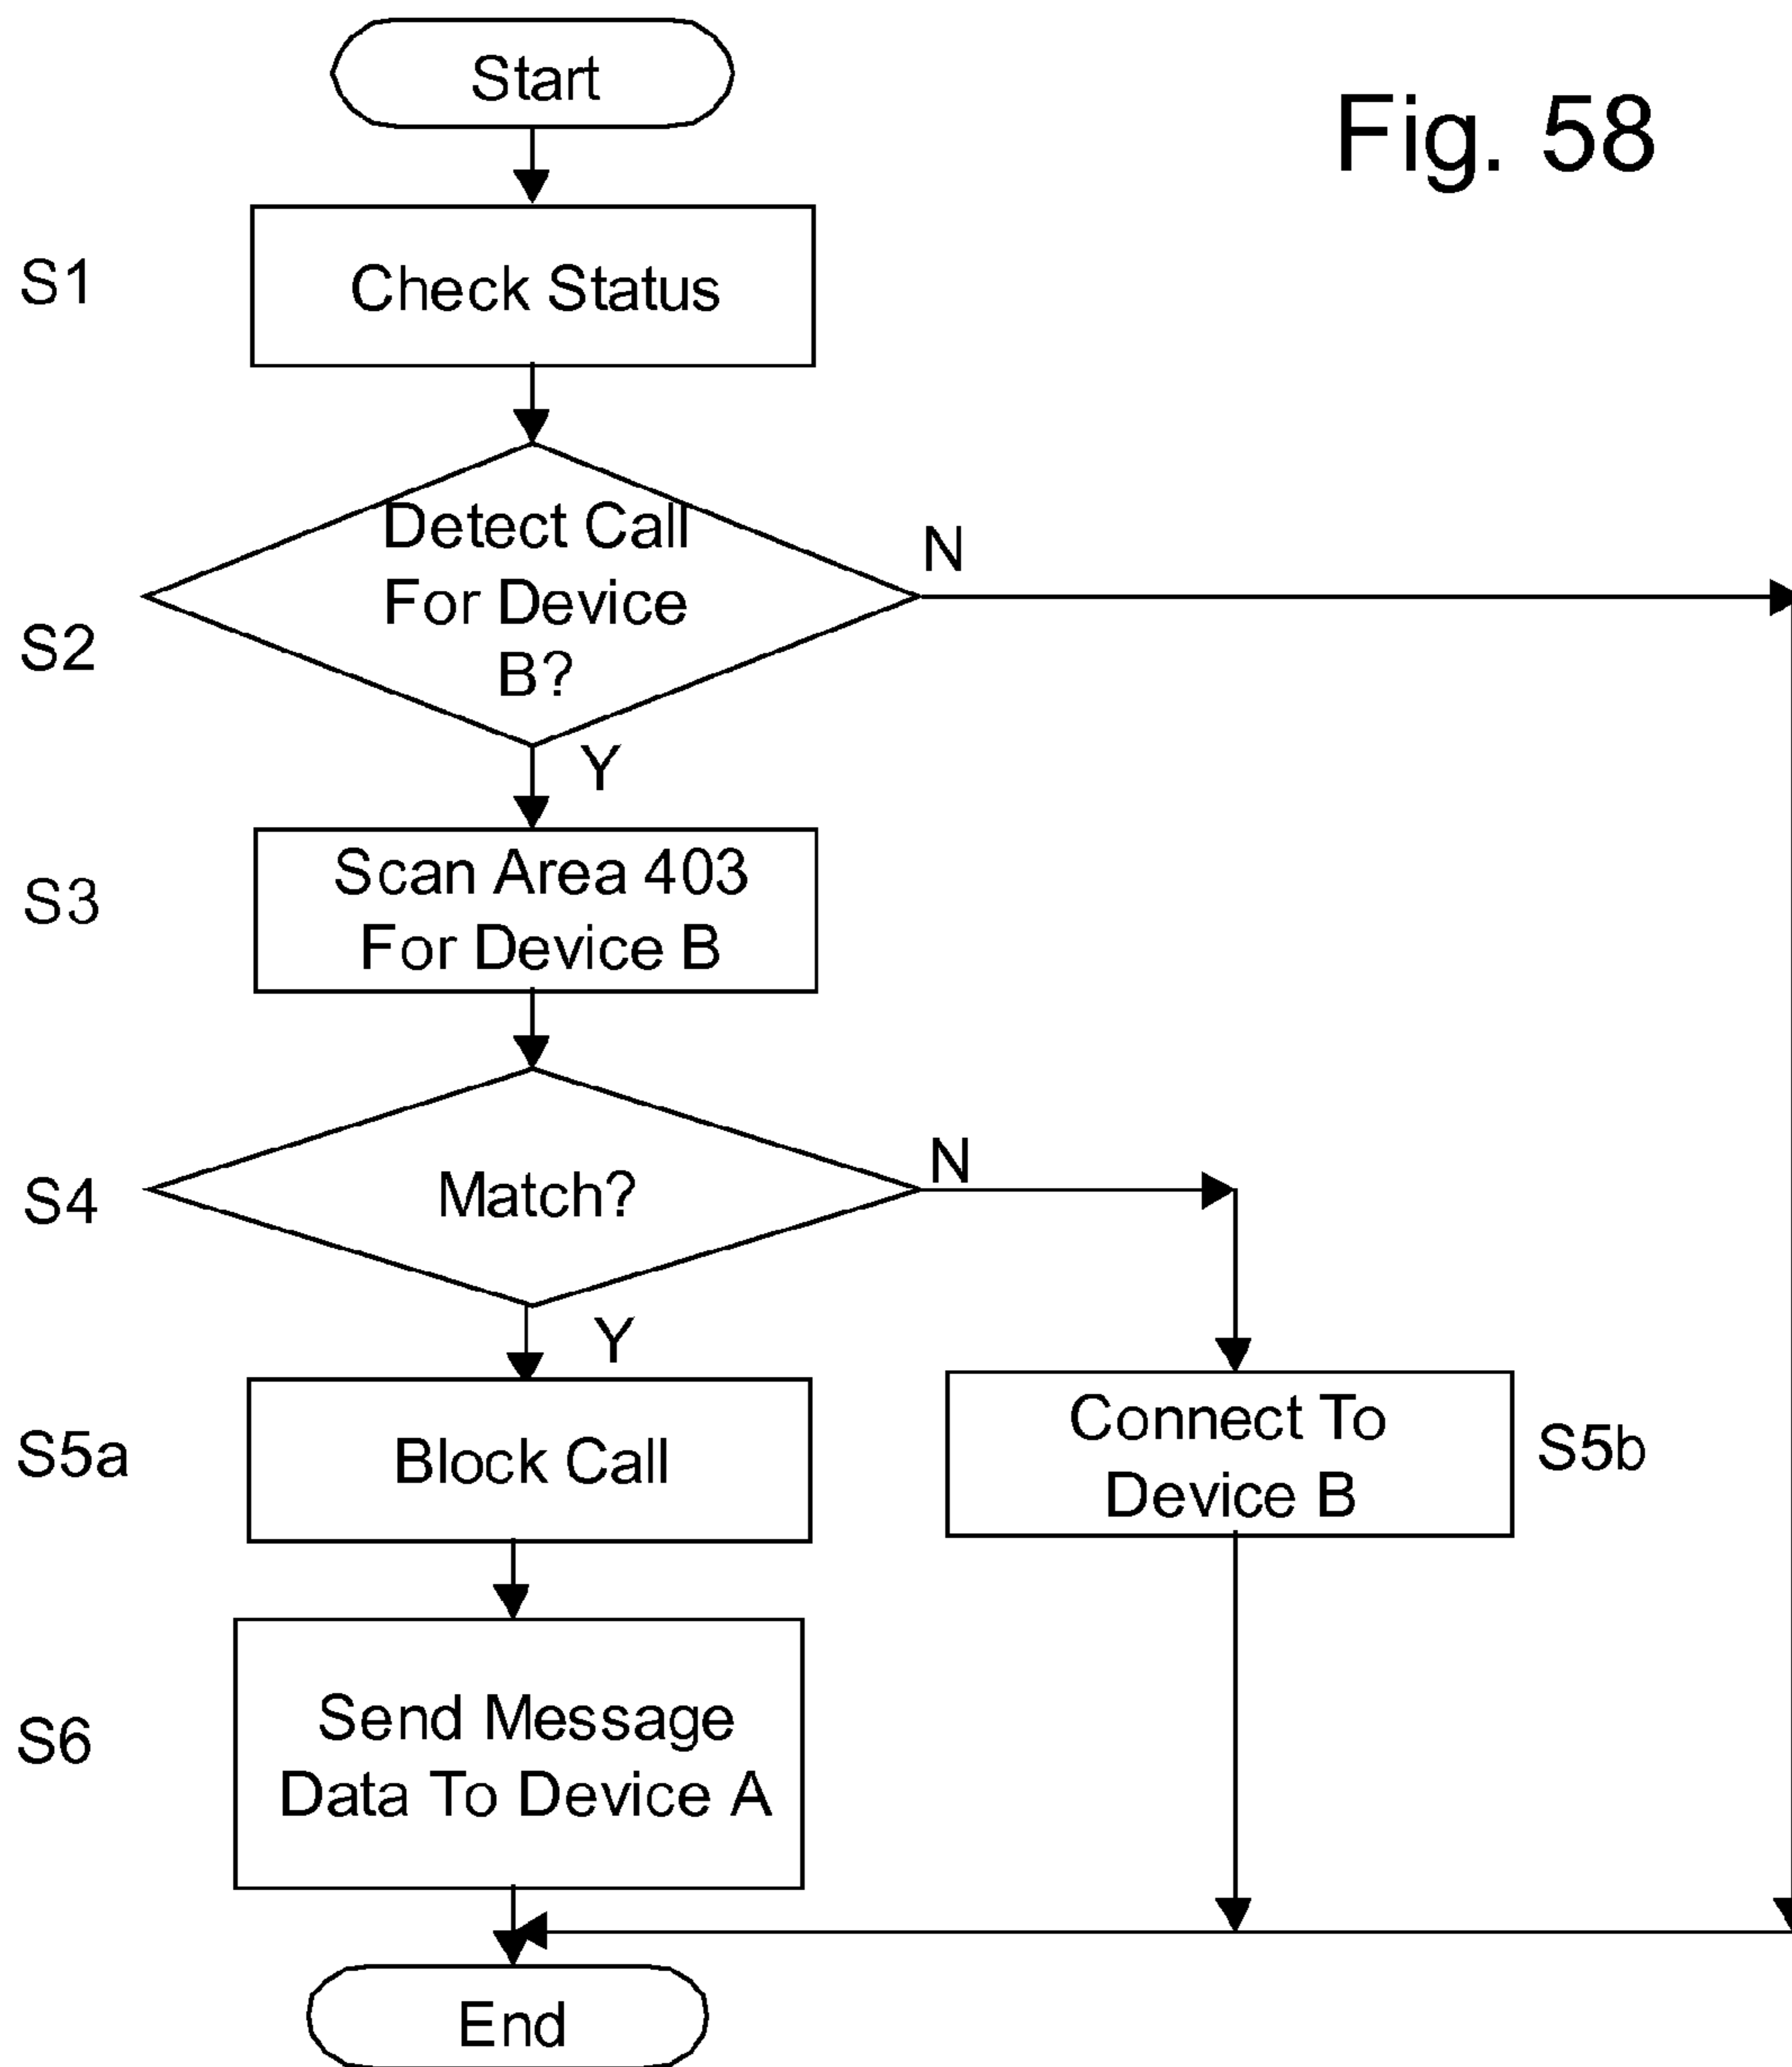 Start
Fig. 58
S1
Check Status
Detect Call
For Device
B?
N
S2
Y
S3
Scan Area 403
For Device B
S4
Match?
N
Y
S5a
Block Call
Connect To
Device B
S5b
S6
Send Message
Data To Device A
End